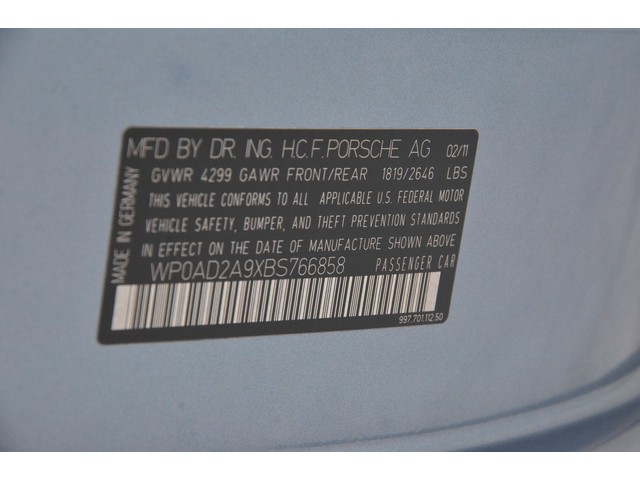 MFD BY DR. ING. H.C.F.PORSCHE AG 02/11
GVWR 4299 GAWR FRONT/REAR 1819/2646 LBS
THIS VEHICLE CONFORMS TO ALL APPLICABLE U.S. FEDERAL MOTOR
VEHICLE SAFETY, BUMPER, AND THEFT PREVENTION STANDARDS
IN EFFECT ON THE DATE OF MANUFACTURE SHOWN ABOVE
WP0AD2A9XBS766858 PASSENGER CAR
997.701.112.50
MADE IN GERMANY